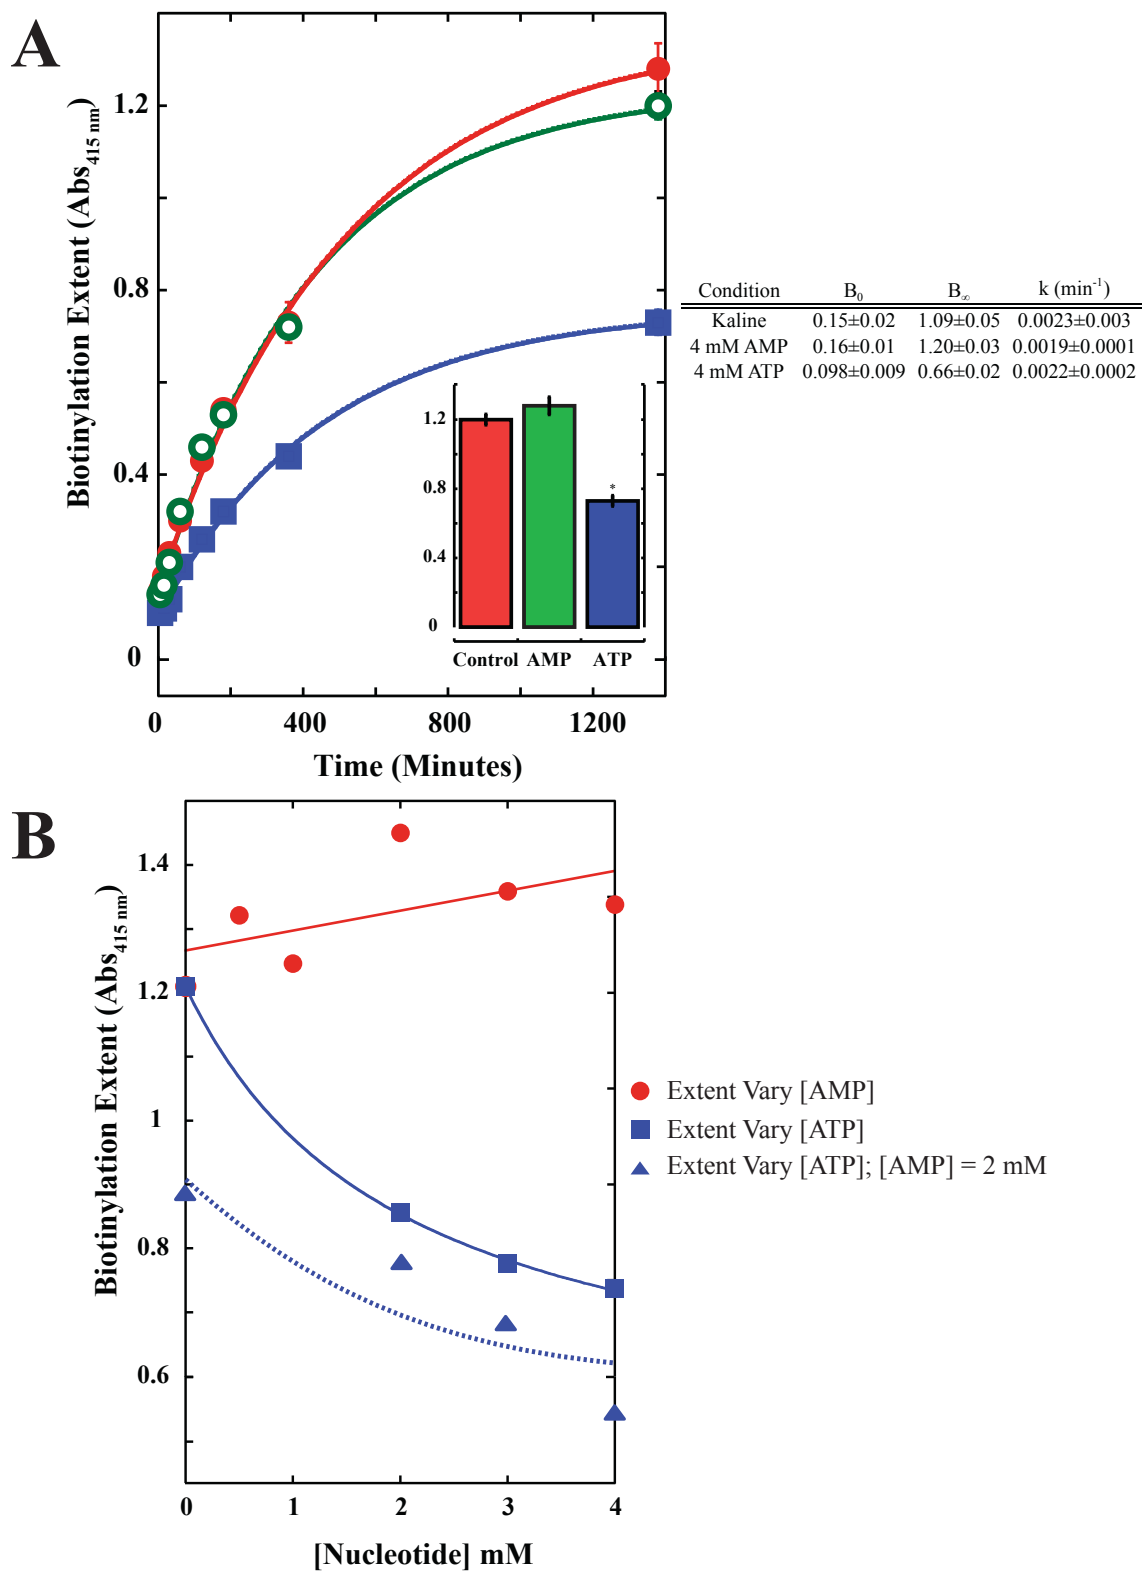 A
Biotinylation Extent (Abs415 nm)
1.2
0.8
0.4
0
0 400 800 1200
Time (Minutes)
1.2
0.8
0.4
0
*
Control AMP ATP
Condition B0 B∞ k (min-1)
Kaline 0.15±0.02 1.09±0.05 0.0023±0.003
4 mM AMP 0.16±0.01 1.20±0.03 0.0019±0.0001
4 mM ATP 0.098±0.009 0.66±0.02 0.0022±0.0002
B
Biotinylation Extent (Abs415 nm)
1.4
1.2
1
0.8
0.6
0 1 2 3 4
[Nucleotide] mM
Extent Vary [AMP]
Extent Vary [ATP]
Extent Vary [ATP]; [AMP] = 2 mM